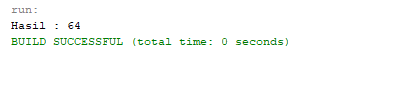 run:
Hasil : 64
BUILD SUCCESSFUL (total time: 0 seconds)